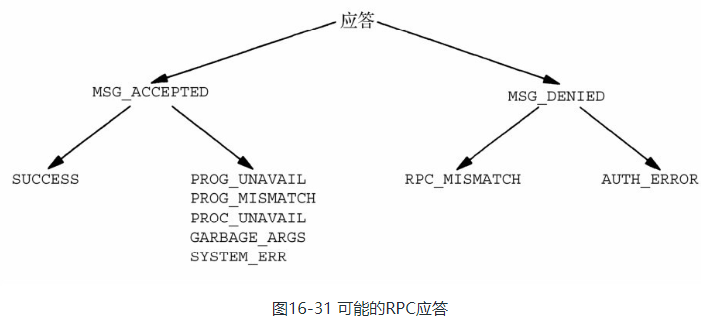 应答
MSG_ACCEPTED
MSG_DENIED
SUCCESS
PROG_UNAVAIL
PROG_MISMATCH
PROC_UNAVAIL
GARBAGE_ARGS
SYSTEM_ERR
RPC_MISMATCH
AUTH_ERROR
图16-31 可能的RPC应答